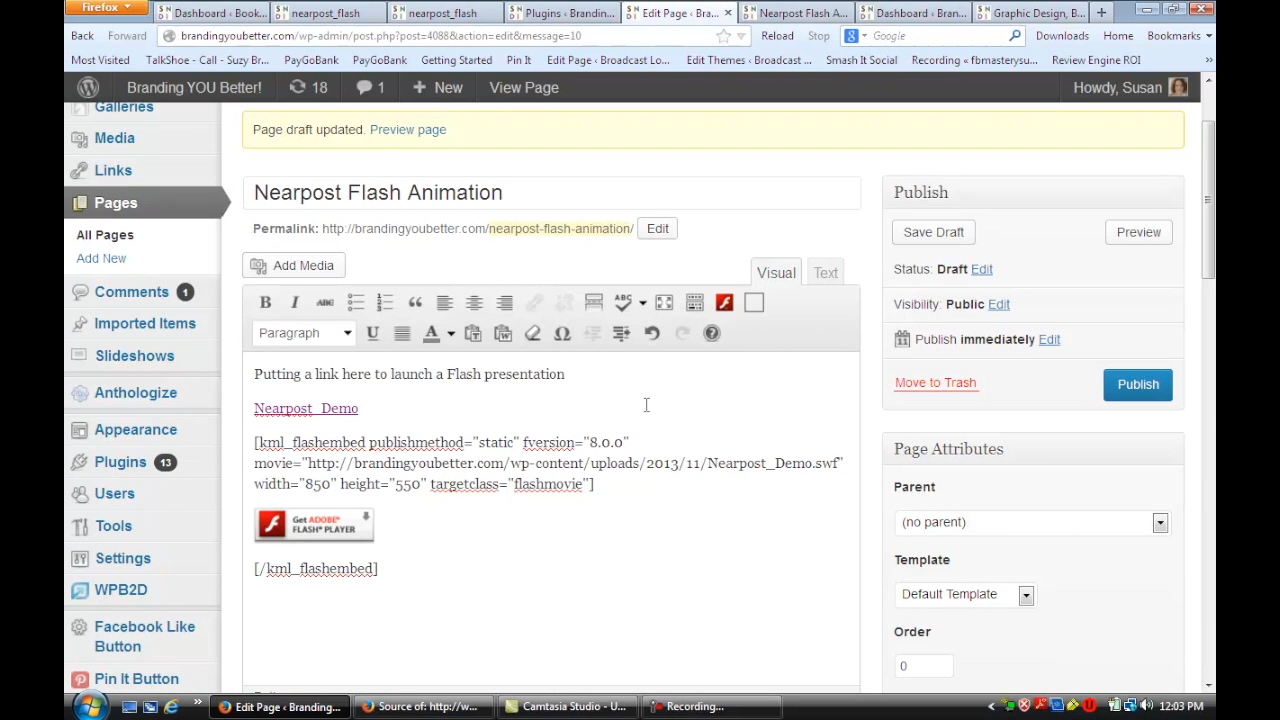 Firefox
Dashboard ‹ Book...
nearpost_flash
nearpost_flash
Plugins ‹ Brandin...
Edit Page ‹ Bra...
Nearpost Flash A...
Dashboard ‹ Bran...
Graphic Design, B...
Back Forward brandingyoubetter.com/wp-admin/post.php?post=4088&action=edit&message=10 Google Reload Stop Downloads Home Bookmarks
Most Visited TalkShoe - Call - Suzy Br... PayGoBank PayGoBank Getting Started Pin It Edit Page ‹ Broadcast Lo... Edit Themes ‹ Broadcast ... Smash It Social Recording « fbmasterysu... Review Engine ROI
Branding YOU Better! 18 1 + New View Page Howdy, Susan
Galleries
Media
Links
Pages
All Pages
Add New
Comments 1
Imported Items
Slideshows
Anthologize
Appearance
Plugins 13
Users
Tools
Settings
WPB2D
Facebook Like
Button
Pin It Button
Page draft updated. Preview page
Nearpost Flash Animation
Permalink: http://brandingyoubetter.com/nearpost-flash-animation/ Edit
Add Media
Visual Text
B I ABC ABC
Paragraph U A
Putting a link here to launch a Flash presentation
Nearpost_Demo
[kml_flashembed publishmethod="static" fversion="8.0.0"
movie="http://brandingyoubetter.com/wp-content/uploads/2013/11/Nearpost_Demo.swf"
width="850" height="550" targetclass="flashmovie"]
Get ADOBE®
FLASH® PLAYER
[/kml_flashembed]
Publish
Save Draft Preview
Status: Draft Edit
Visibility: Public Edit
Publish immediately Edit
Move to Trash Publish
Page Attributes
Parent
(no parent)
Template
Default Template
Order
0
Edit Page ‹ Brandin... Source of: http://w... Camtasia Studio - U... Recording... 12:03 PM